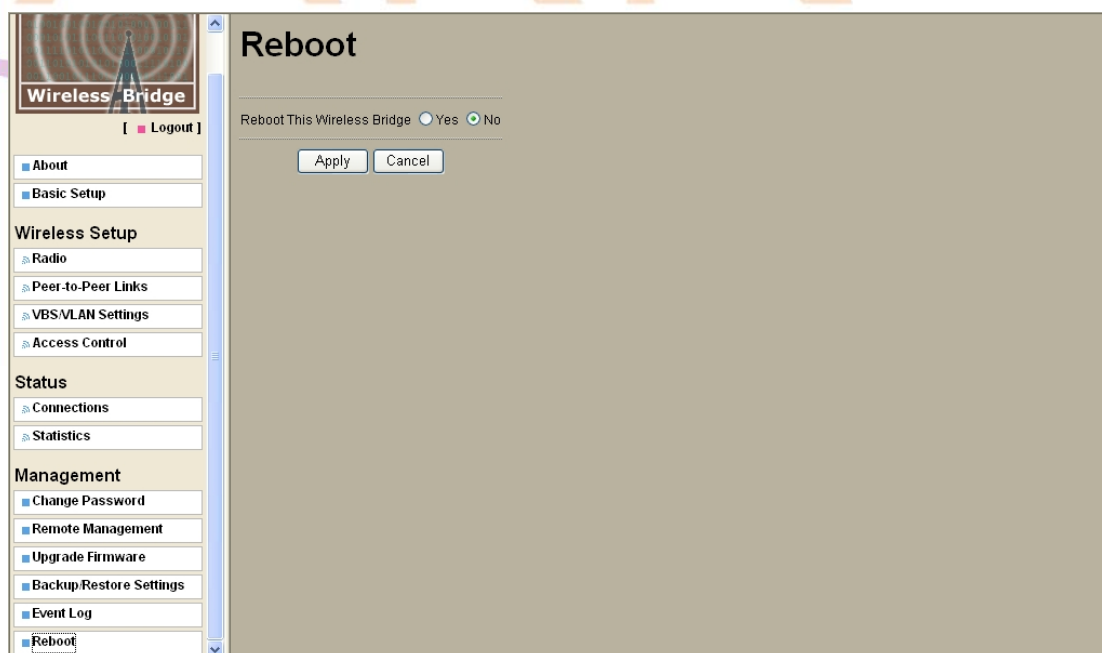 Wireless Bridge
[ Logout ]
About
Basic Setup
Wireless Setup
Radio
Peer-to-Peer Links
VBS/VLAN Settings
Access Control
Status
Connections
Statistics
Management
Change Password
Remote Management
Upgrade Firmware
Backup/Restore Settings
Event Log
Reboot
Reboot
Reboot This Wireless Bridge Yes No
Apply Cancel